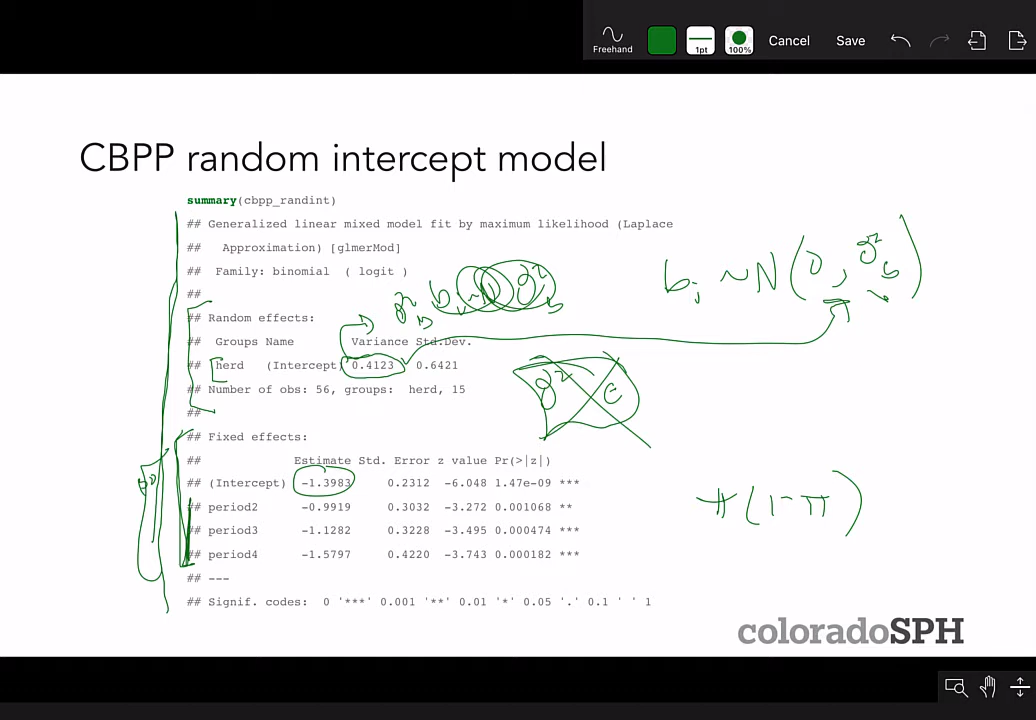 Freehand 1pt 100% Cancel Save
CBPP random intercept model
summary(cbpp_randint)
## Generalized linear mixed model fit by maximum likelihood (Laplace
## Approximation) [glmerMod]
## Family: binomial ( logit )
##
## Random effects:
## Groups Name Variance Std.Dev.
## herd (Intercept) 0.4123 0.6421
## Number of obs: 56, groups: herd, 15
##
## Fixed effects:
## Estimate Std. Error z value Pr(>|z|)
## (Intercept) -1.3983 0.2312 -6.048 1.47e-09 ***
## period2 -0.9919 0.3032 -3.272 0.001068 **
## period3 -1.1282 0.3228 -3.495 0.000474 ***
## period4 -1.5797 0.4220 -3.743 0.000182 ***
## ---
## Signif. codes: 0 '***' 0.001 '**' 0.01 '*' 0.05 '.' 0.1 ' ' 1
π(1-π)
coloradoSPH